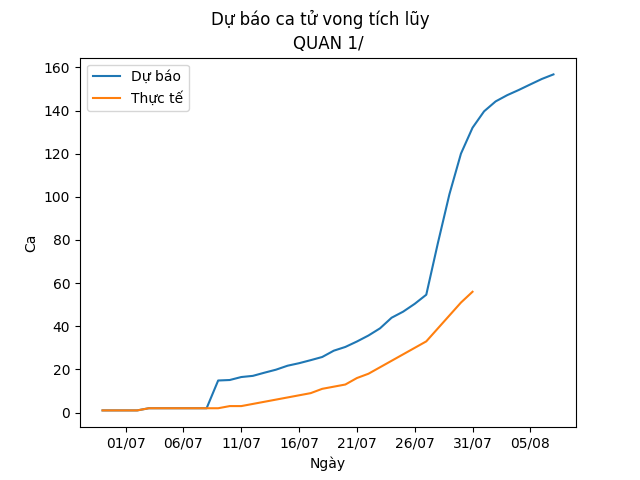 Dự báo ca tử vong tích lũy
QUAN 1/
Dự báo
Thực tế
160
140
120
100
80
60
40
20
0
Ca
01/07 06/07 11/07 16/07 21/07 26/07 31/07 05/08
Ngày